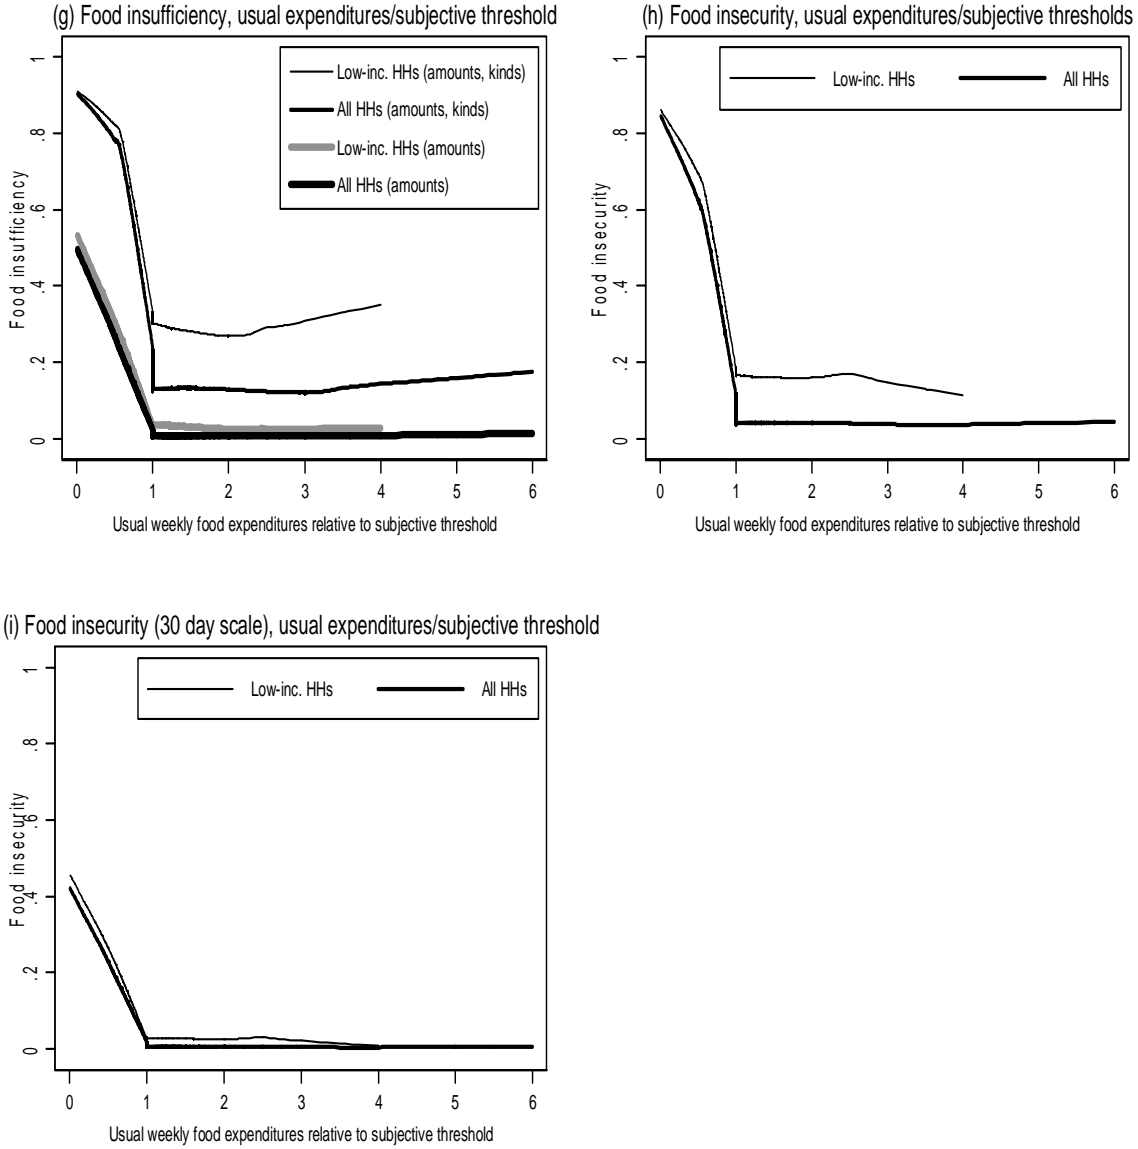 (g) Food insufficiency, usual expenditures/subjective threshold
Low-inc. HHs (amounts, kinds)
All HHs (amounts, kinds)
Low-inc. HHs (amounts)
All HHs (amounts)
Food insufficiency
1
.8
.6
.4
.2
0
0 1 2 3 4 5 6
Usual weekly food expenditures relative to subjective threshold
(h) Food insecurity, usual expenditures/subjective thresholds
Low-inc. HHs All HHs
Food insecurity
1
.8
.6
.4
.2
0
0 1 2 3 4 5 6
Usual weekly food expenditures relative to subjective threshold
(i) Food insecurity (30 day scale), usual expenditures/subjective threshold
Low-inc. HHs All HHs
Food insecurity
1
.8
.6
.4
.2
0
0 1 2 3 4 5 6
Usual weekly food expenditures relative to subjective threshold